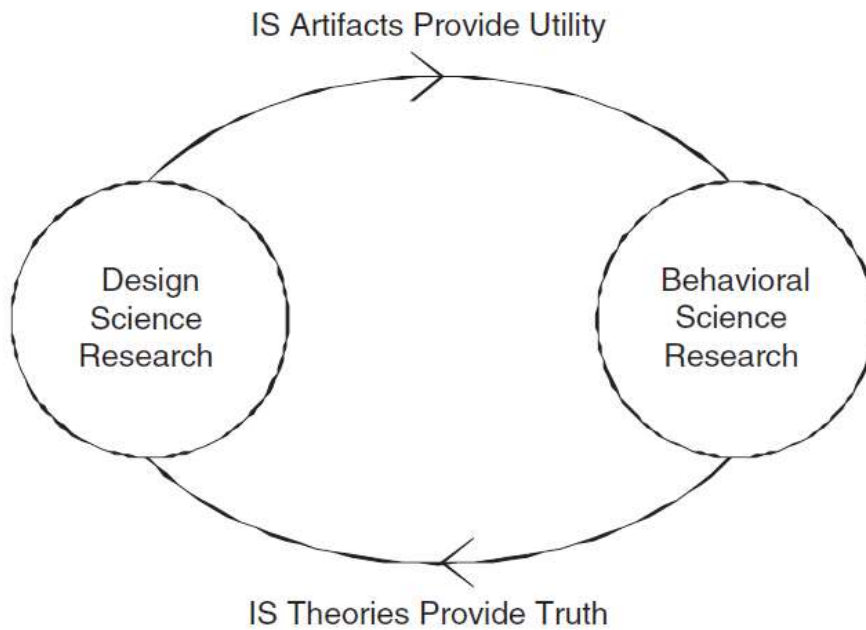 IS Artifacts Provide Utility
Design
Science
Research
Behavioral
Science
Research
IS Theories Provide Truth